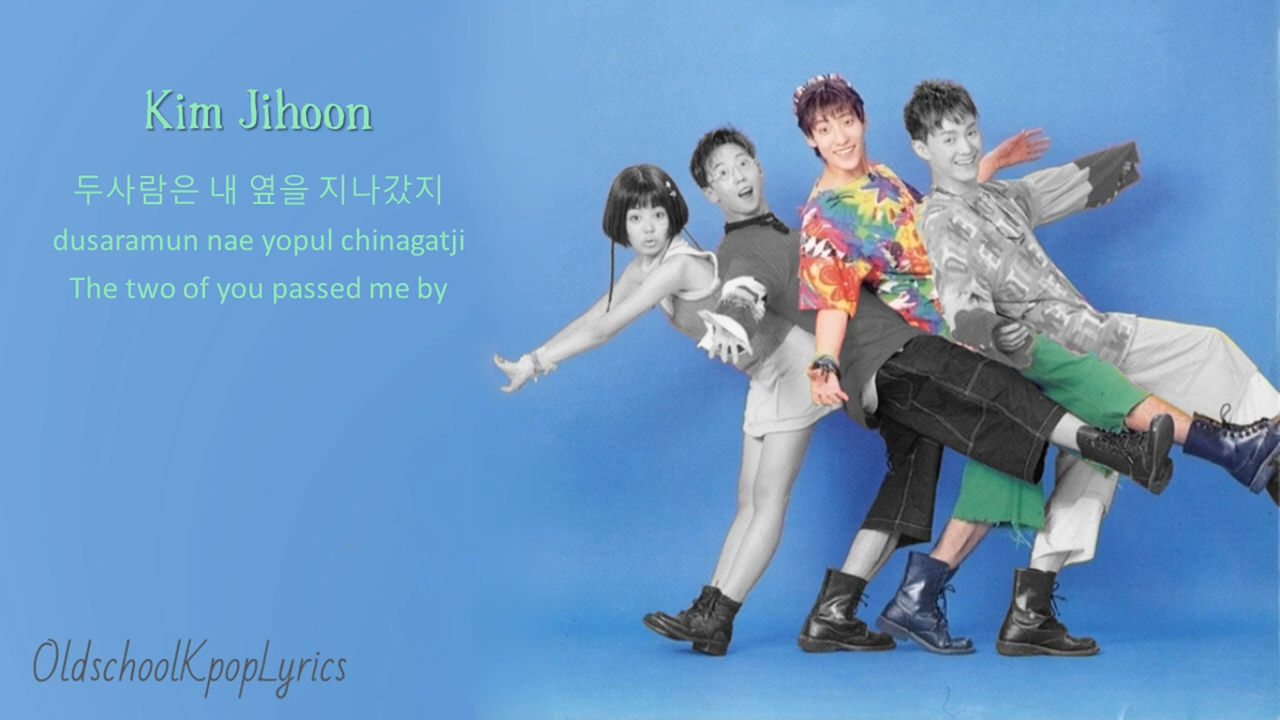 Kim Jihoon
두사람은 내 옆을 지나갔지
dusaramun nae yopul chinagatji
The two of you passed me by
OldschoolKpopLyrics